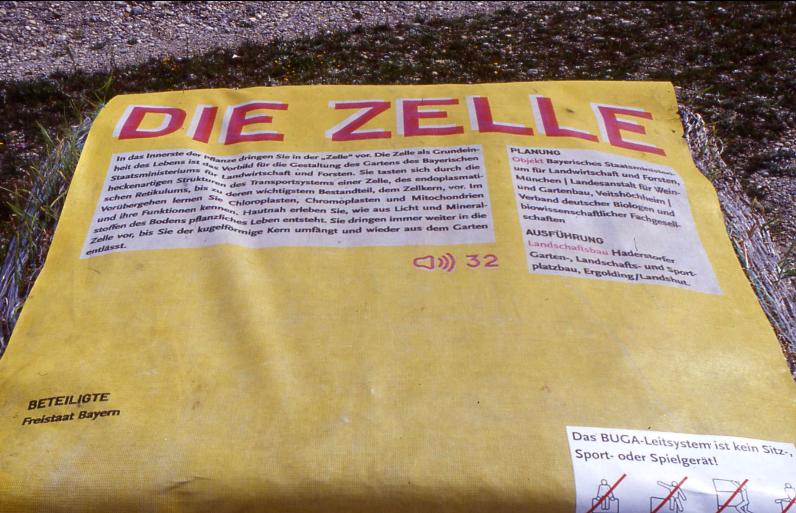 DIE ZELLE
In das Innerste der Pflanze dringen Sie in der „Zelle" vor. Die Zelle als Grundein-
heit des Lebens ist das Vorbild für die Gestaltung des Gartens des Bayerischen
Staatsministeriums für Landwirtschaft und Forsten. Sie tasten sich durch die
heckenartigen Strukturen des Transportsystems einer Zelle, des endoplasmati-
schen Retikulums, bis zu deren wichtigstem Bestandteil, dem Zellkern, vor. Im
Vorübergehen lernen Sie Chloroplasten, Chromoplasten und Mitochondrien
und ihre Funktionen kennen. Hautnah erleben Sie, wie aus Licht und Mineral-
stoffen des Bodens pflanzliches Leben entsteht. Sie dringen immer weiter in die
Zelle vor, bis Sie der kugelförmige Kern umfängt und wieder aus dem Garten
entlässt.
32
PLANUNG
Objekt Bayerisches Staatsministeri-
um für Landwirtschaft und Forsten,
München | Landesanstalt für Wein-
und Gartenbau, Veitshöchheim |
Verband deutscher Biologen und
biowissenschaftlicher Fachgesell-
schaften
AUSFÜHRUNG
Landschaftsbau Haderstorfer
Garten-, Landschafts- und Sport-
platzbau, Ergolding/Landshut
BETEILIGTE
Freistaat Bayern
Das BUGA-Leitsystem ist kein Sitz-,
Sport- oder Spielgerät!